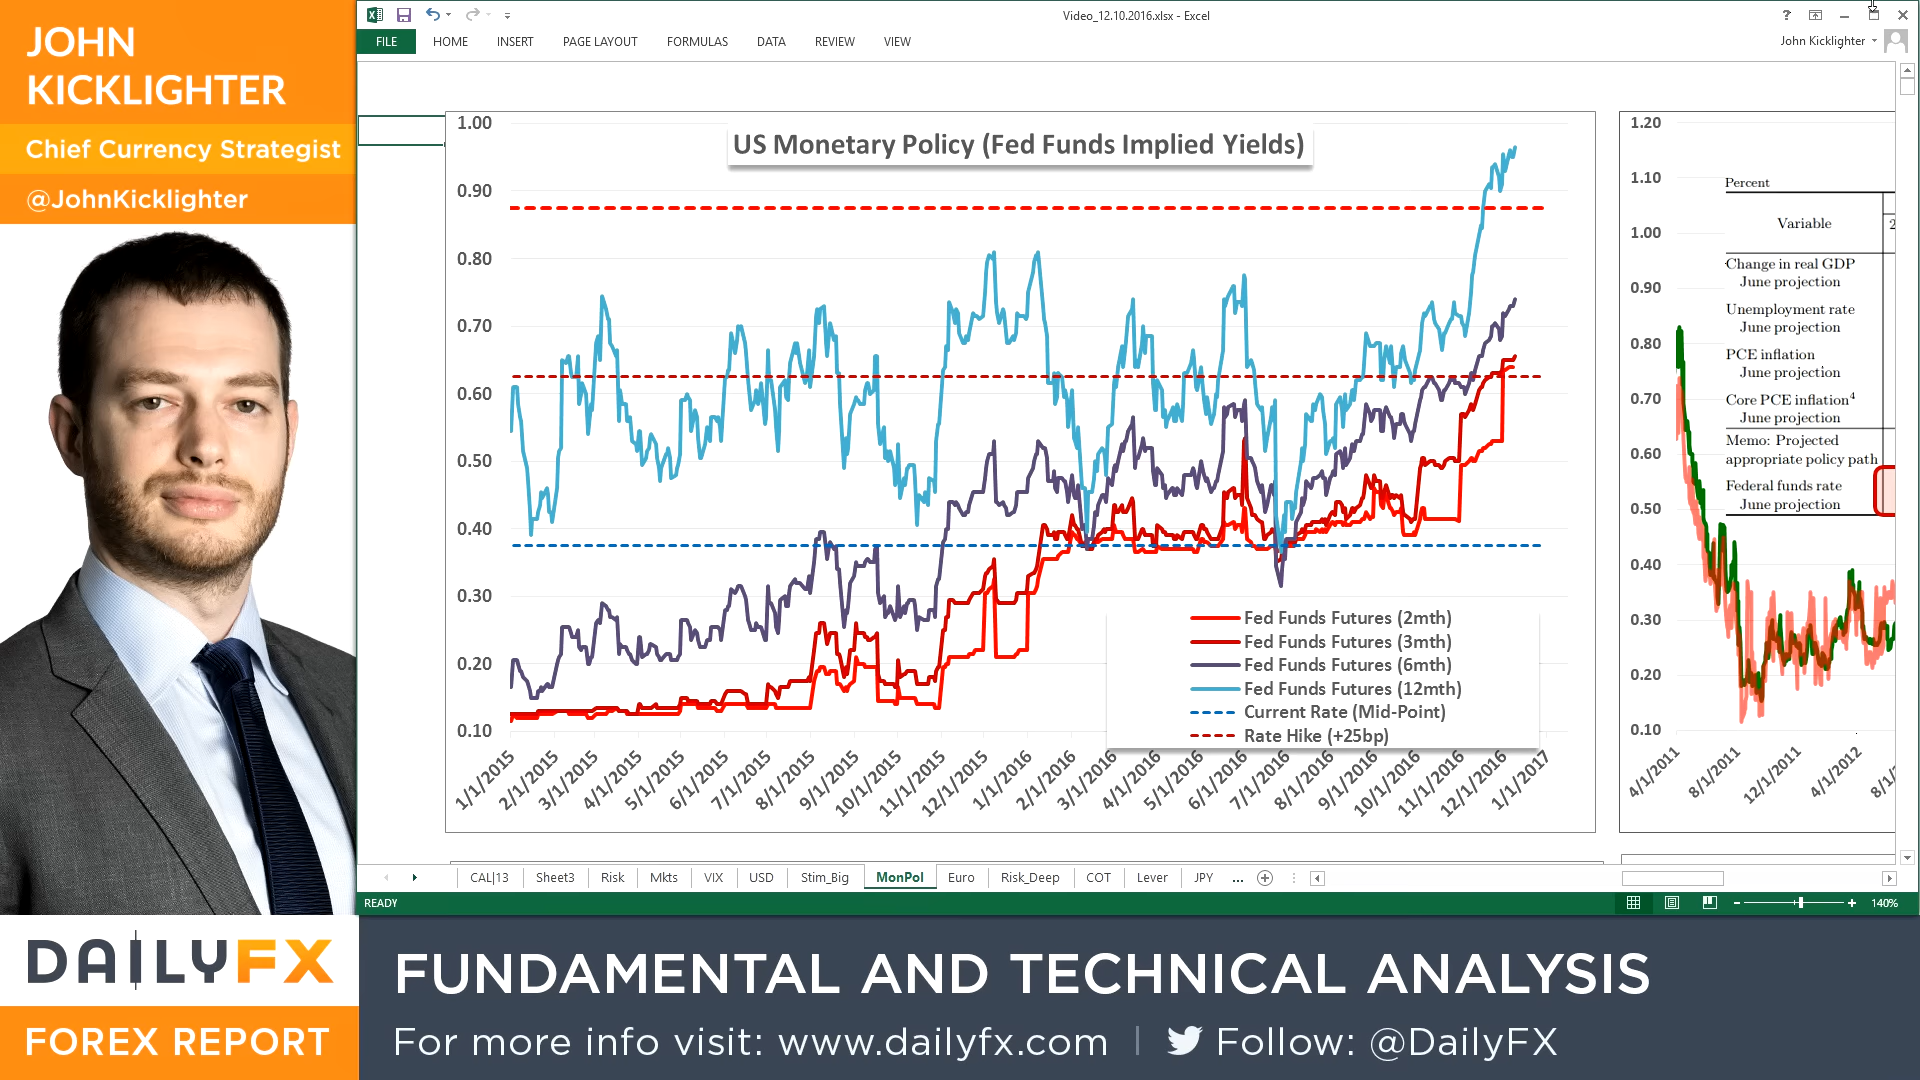 JOHN
KICKLIGHTER
Chief Currency Strategist
@JohnKicklighter
Video_12.10.2016.xlsx - Excel
?
FILE HOME INSERT PAGE LAYOUT FORMULAS DATA REVIEW VIEW
John Kicklighter
US Monetary Policy (Fed Funds Implied Yields)
1.00
0.90
0.80
0.70
0.60
0.50
0.40
0.30
0.20
0.10
Fed Funds Futures (2mth)
Fed Funds Futures (3mth)
Fed Funds Futures (6mth)
Fed Funds Futures (12mth)
Current Rate (Mid-Point)
Rate Hike (+25bp)
1/1/2015 2/1/2015 3/1/2015 4/1/2015 5/1/2015 6/1/2015 7/1/2015 8/1/2015 9/1/2015 10/1/2015 11/1/2015 12/1/2015 1/1/2016 2/1/2016 3/1/2016 4/1/2016 5/1/2016 6/1/2016 7/1/2016 8/1/2016 9/1/2016 10/1/2016 11/1/2016 12/1/2016 1/1/2017
1.20
1.10
1.00
0.90
0.80
0.70
0.60
0.50
0.40
0.30
0.20
0.10
Percent
Variable
2
Change in real GDP
June projection
Unemployment rate
June projection
PCE inflation
June projection
Core PCE inflation4
June projection
Memo: Projected
appropriate policy path
Federal funds rate
June projection
4/1/2011 8/1/2011 12/1/2011 4/1/2012 8/1/
CAL|13 Sheet3 Risk Mkts VIX USD Stim_Big MonPol Euro Risk_Deep COT Lever JPY ...
READY
140%
DAILYFX
FOREX REPORT
FUNDAMENTAL AND TECHNICAL ANALYSIS
For more info visit: www.dailyfx.com | Follow: @DailyFX